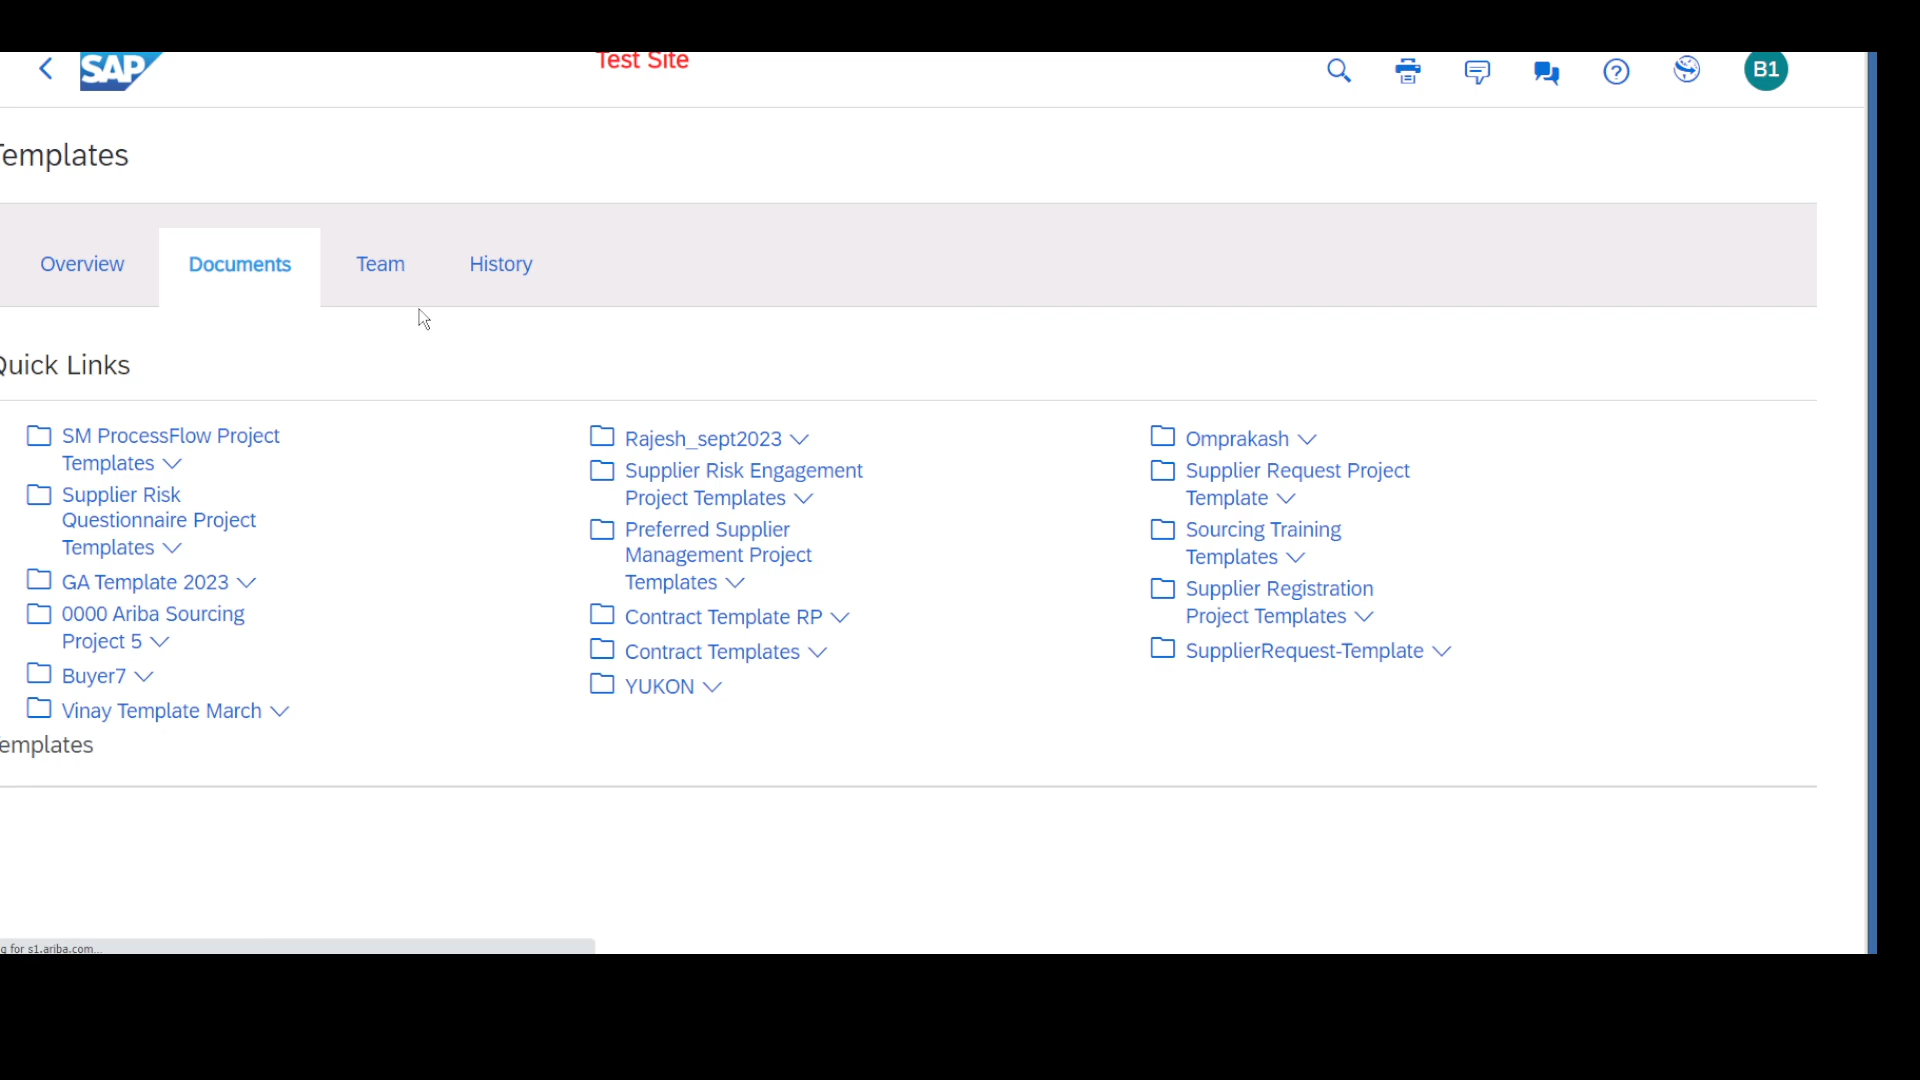 SAP
Test Site
B1
Templates
Overview
Documents
Team
History
Quick Links
SM ProcessFlow Project
Templates
Supplier Risk
Questionnaire Project
Templates
GA Template 2023
0000 Ariba Sourcing
Project 5
Buyer7
Vinay Template March
Rajesh_sept2023
Supplier Risk Engagement
Project Templates
Preferred Supplier
Management Project
Templates
Contract Template RP
Contract Templates
YUKON
Omprakash
Supplier Request Project
Template
Sourcing Training
Templates
Supplier Registration
Project Templates
SupplierRequest-Template
emplates
g for s1.ariba.com...